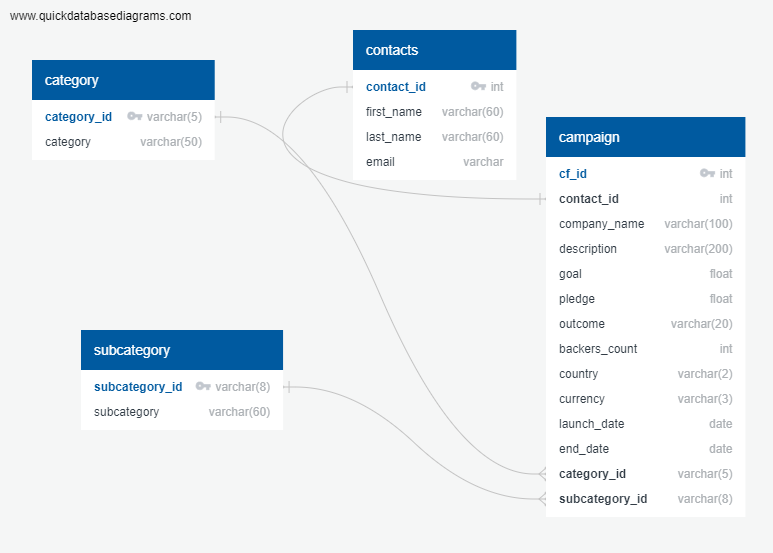 www.quickdatabasediagrams.com
category
category_id varchar(5)
category varchar(50)
contacts
contact_id int
first_name varchar(60)
last_name varchar(60)
email varchar
campaign
cf_id int
contact_id int
company_name varchar(100)
description varchar(200)
goal float
pledge float
outcome varchar(20)
backers_count int
country varchar(2)
currency varchar(3)
launch_date date
end_date date
category_id varchar(5)
subcategory_id varchar(8)
subcategory
subcategory_id varchar(8)
subcategory varchar(60)